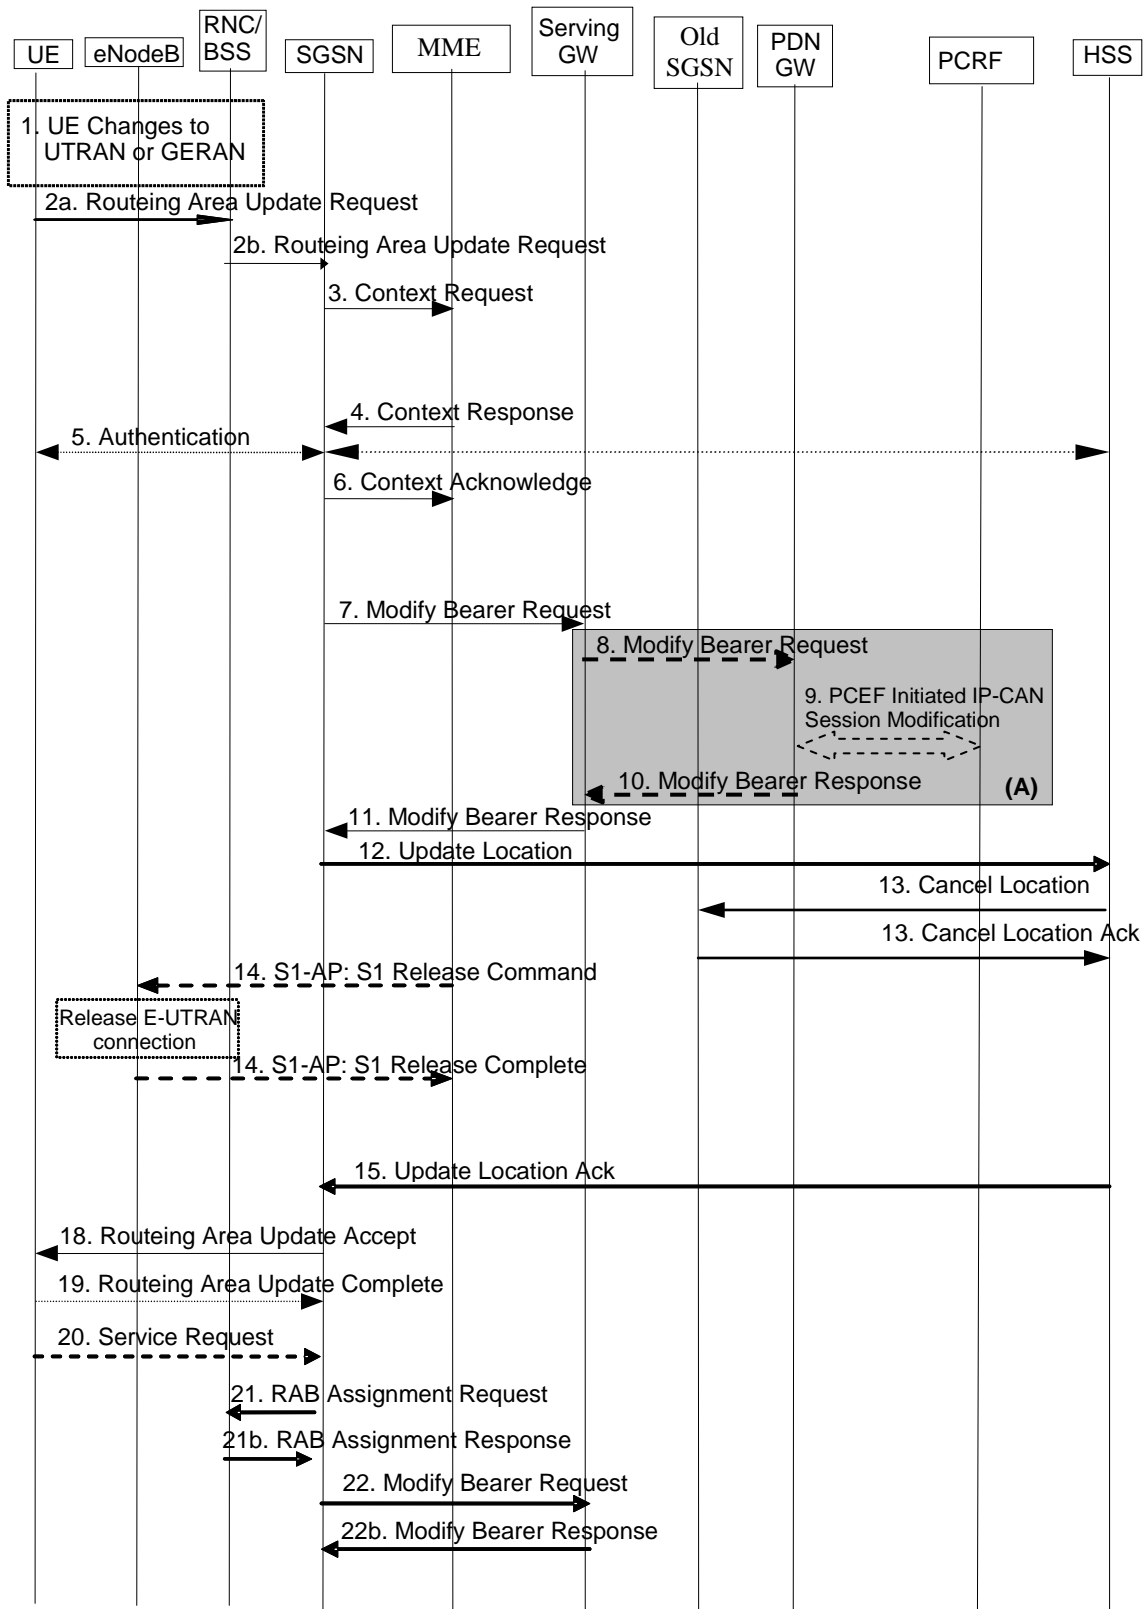 UE
eNodeB
RNC/
BSS
SGSN
MME
Serving
GW
Old
SGSN
PDN
GW
PCRF
HSS
1. UE Changes to
UTRAN or GERAN
2a. Routeing Area Update Request
2b. Routeing Area Update Request
3. Context Request
4. Context Response
5. Authentication
6. Context Acknowledge
7. Modify Bearer Request
8. Modify Bearer Request
9. PCEF Initiated IP-CAN
Session Modification
10. Modify Bearer Response
(A)
11. Modify Bearer Response
12. Update Location
13. Cancel Location
13. Cancel Location Ack
14. S1-AP: S1 Release Command
Release E-UTRAN
connection
14. S1-AP: S1 Release Complete
15. Update Location Ack
18. Routeing Area Update Accept
19. Routeing Area Update Complete
20. Service Request
21. RAB Assignment Request
21b. RAB Assignment Response
22. Modify Bearer Request
22b. Modify Bearer Response